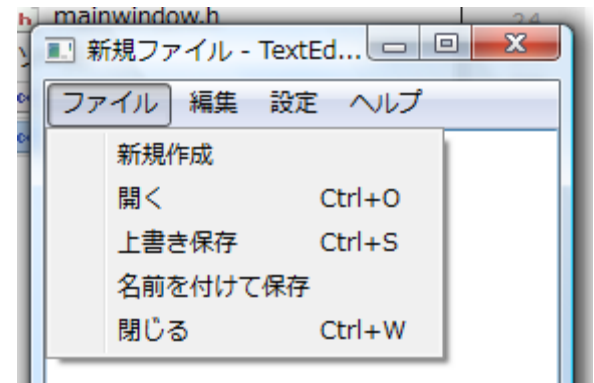 mainwindow.h
24
新規ファイル - TextEd...
ファイル 編集 設定 ヘルプ
新規作成
開く Ctrl+O
上書き保存 Ctrl+S
名前を付けて保存
閉じる Ctrl+W